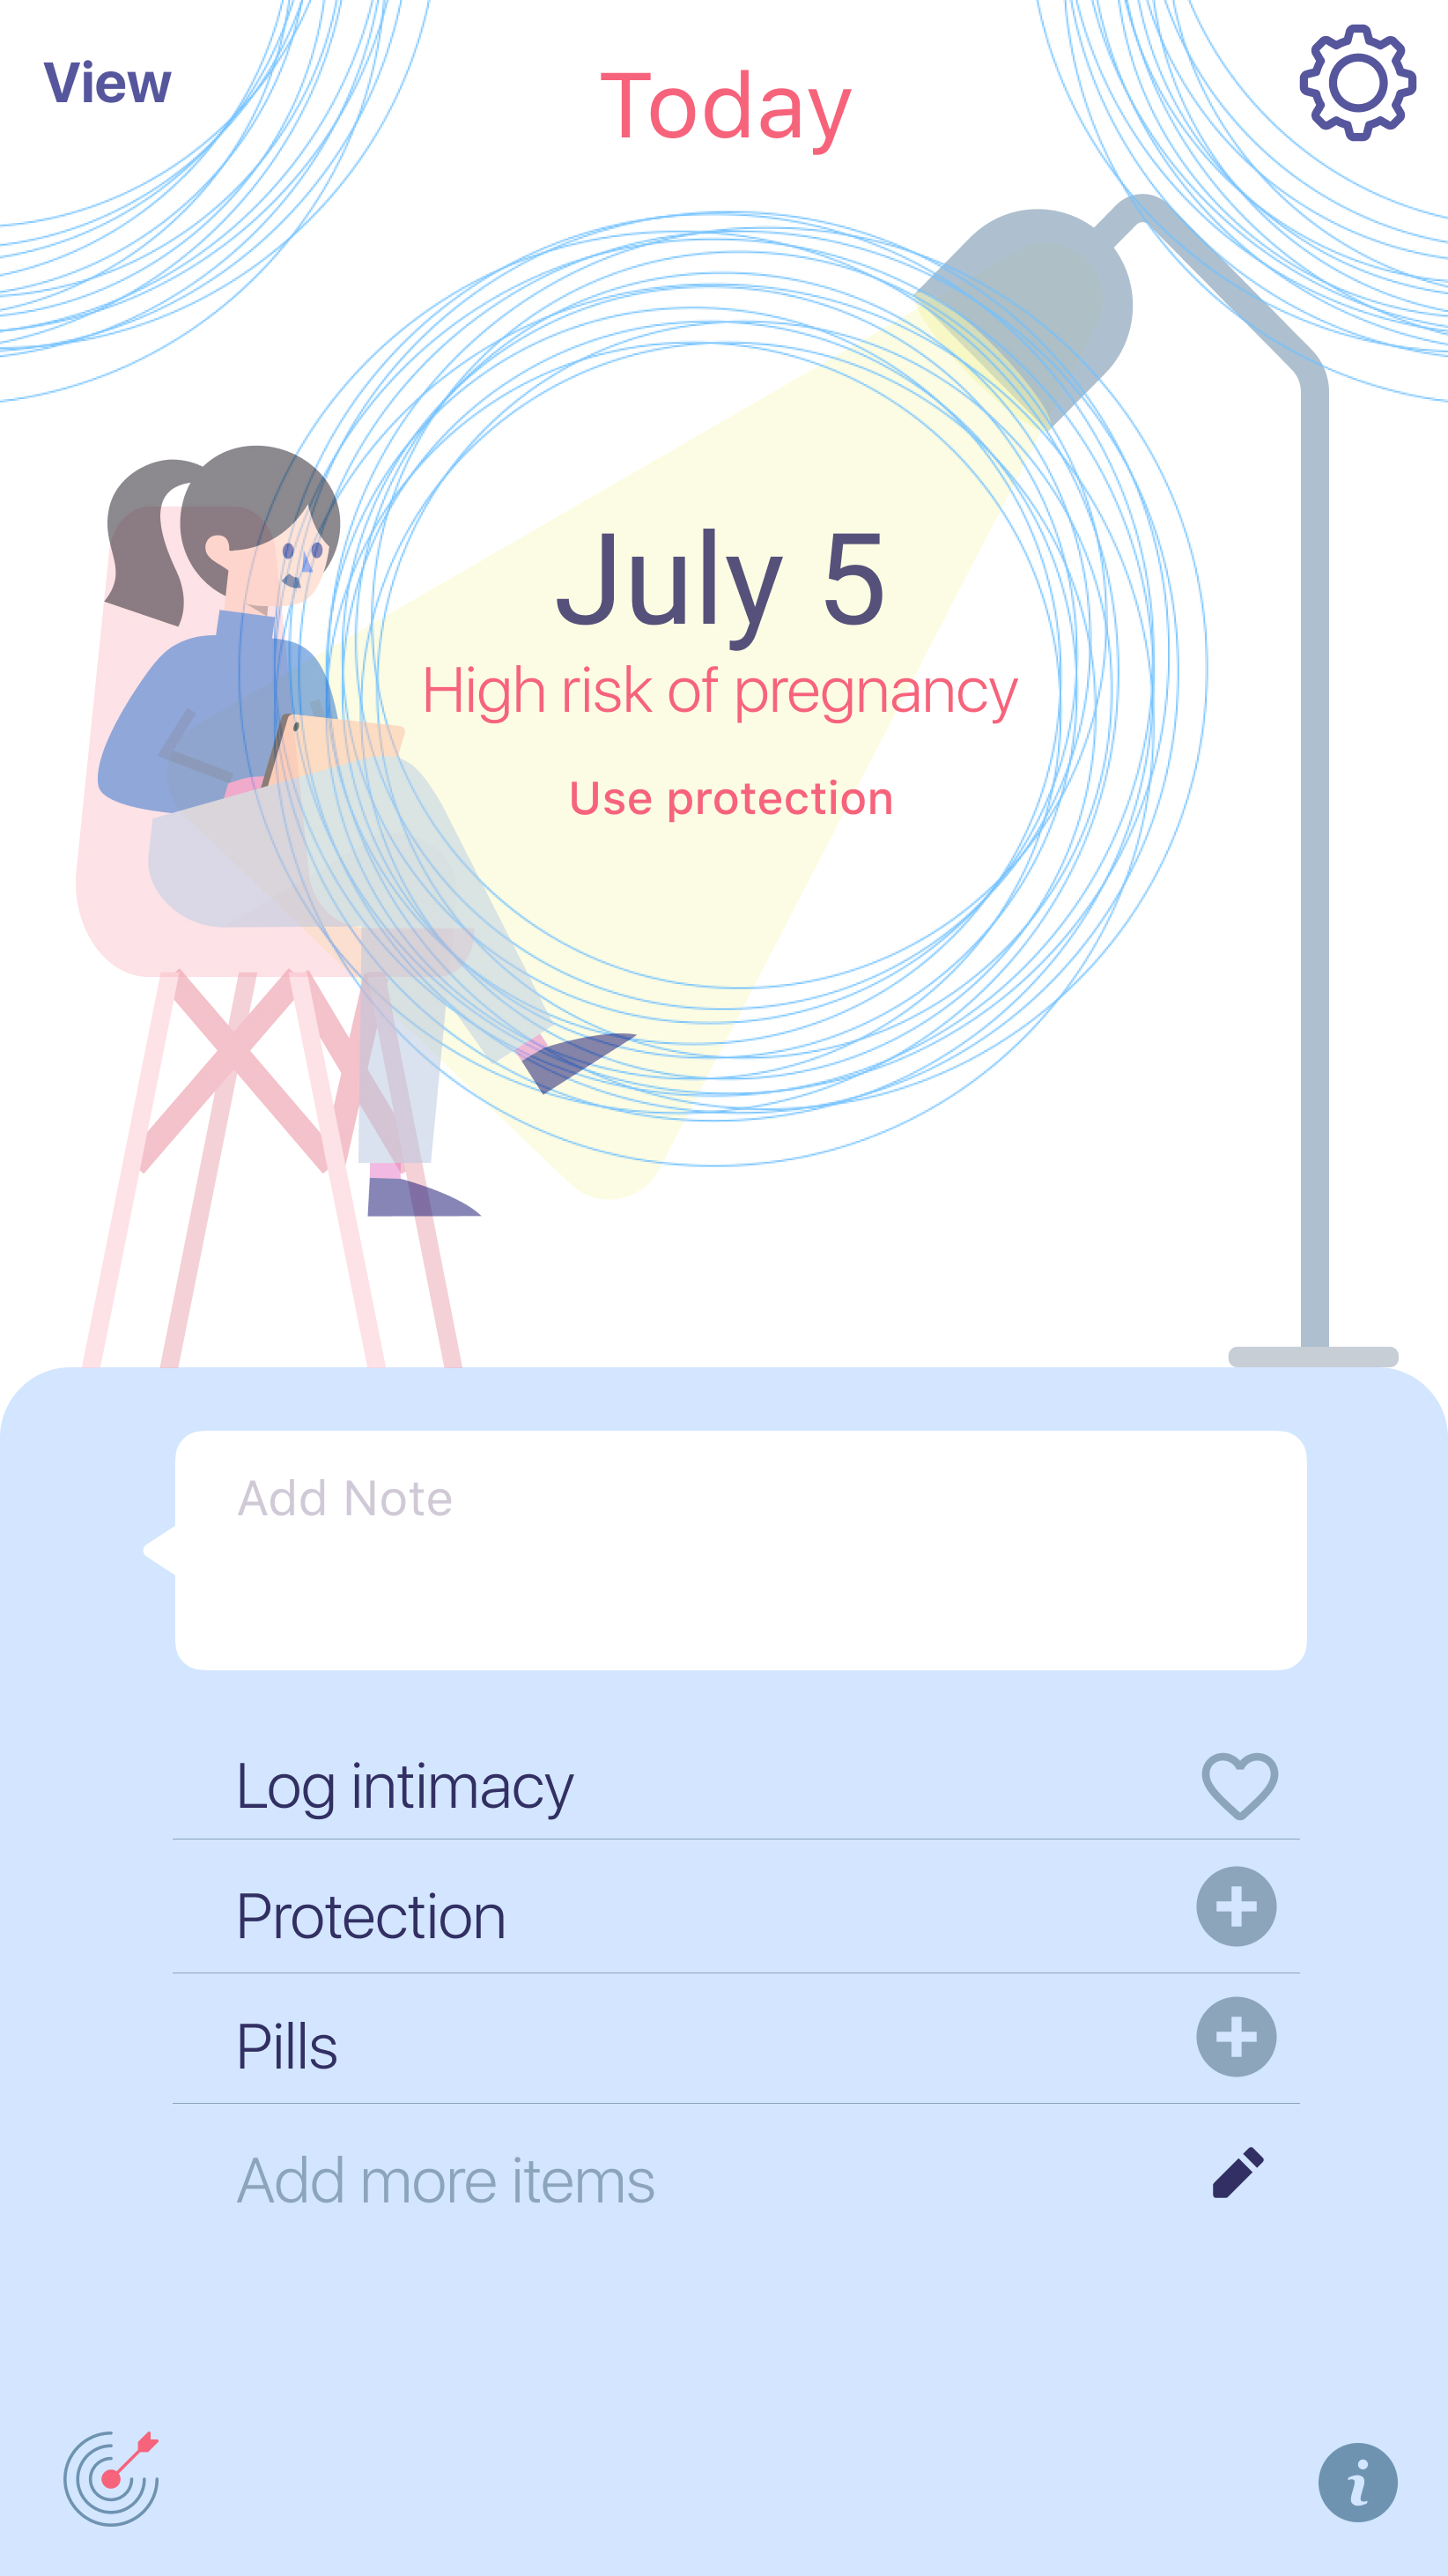 View
Today
July 5
High risk of pregnancy
Use protection
Add Note
Log intimacy
Protection
Pills
Add more items
i